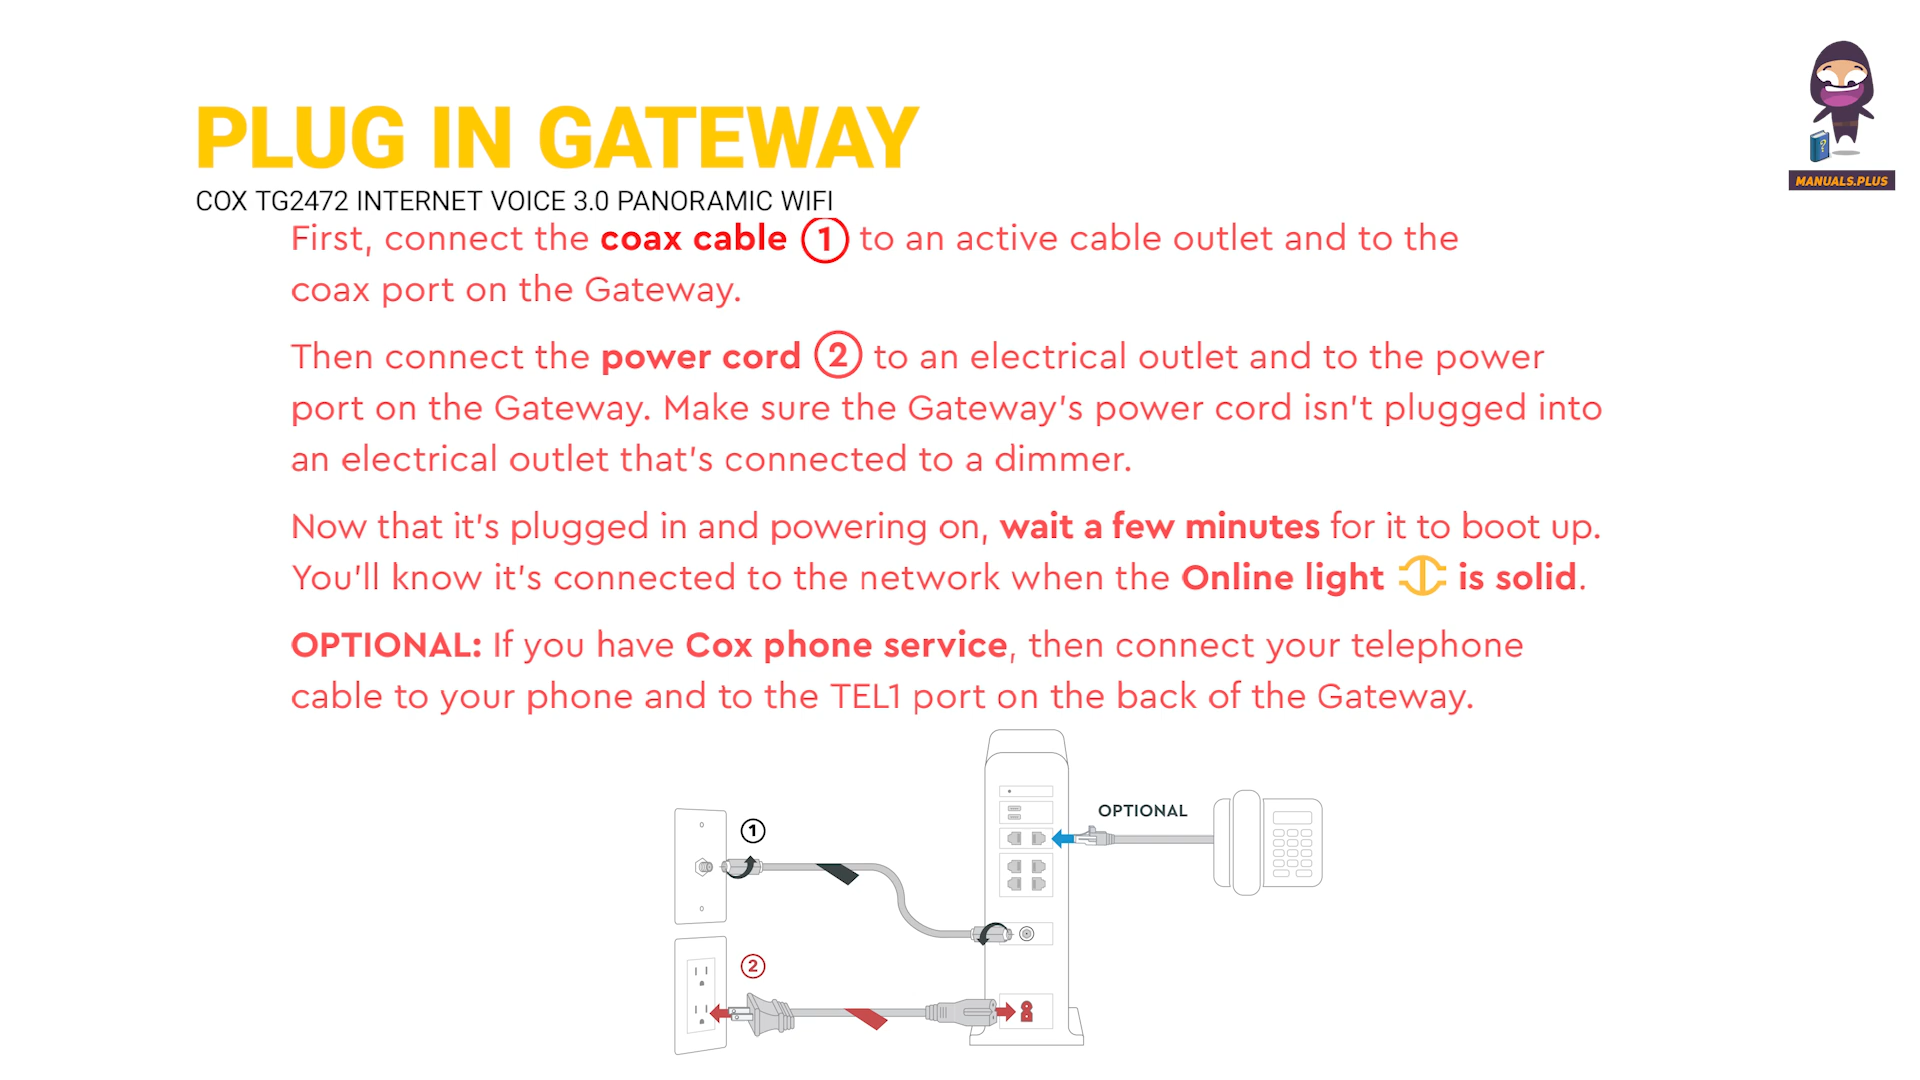 PLUG IN GATEWAY
COX TG2472 INTERNET VOICE 3.0 PANORAMIC WIFI
First, connect the coax cable 1 to an active cable outlet and to the
coax port on the Gateway.
Then connect the power cord 2 to an electrical outlet and to the power
port on the Gateway. Make sure the Gateway's power cord isn't plugged into
an electrical outlet that's connected to a dimmer.
Now that it's plugged in and powering on, wait a few minutes for it to boot up.
You'll know it's connected to the network when the Online light is solid.
OPTIONAL: If you have Cox phone service, then connect your telephone
cable to your phone and to the TEL1 port on the back of the Gateway.
?
MANUALS.PLUS
OPTIONAL
1
2